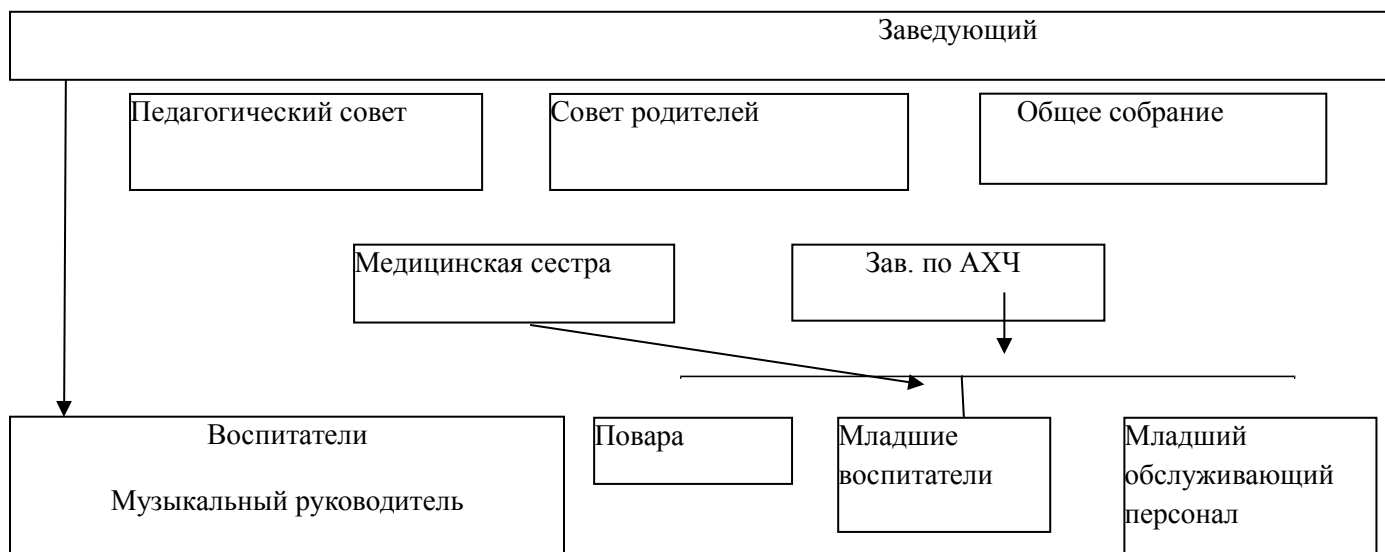 Заведующий
Педагогический совет
Совет родителей
Общее собрание
Медицинская сестра
Зав. по АХЧ
Воспитатели
Музыкальный руководитель
Повара
Младшие
воспитатели
Младший
обслуживающий
персонал